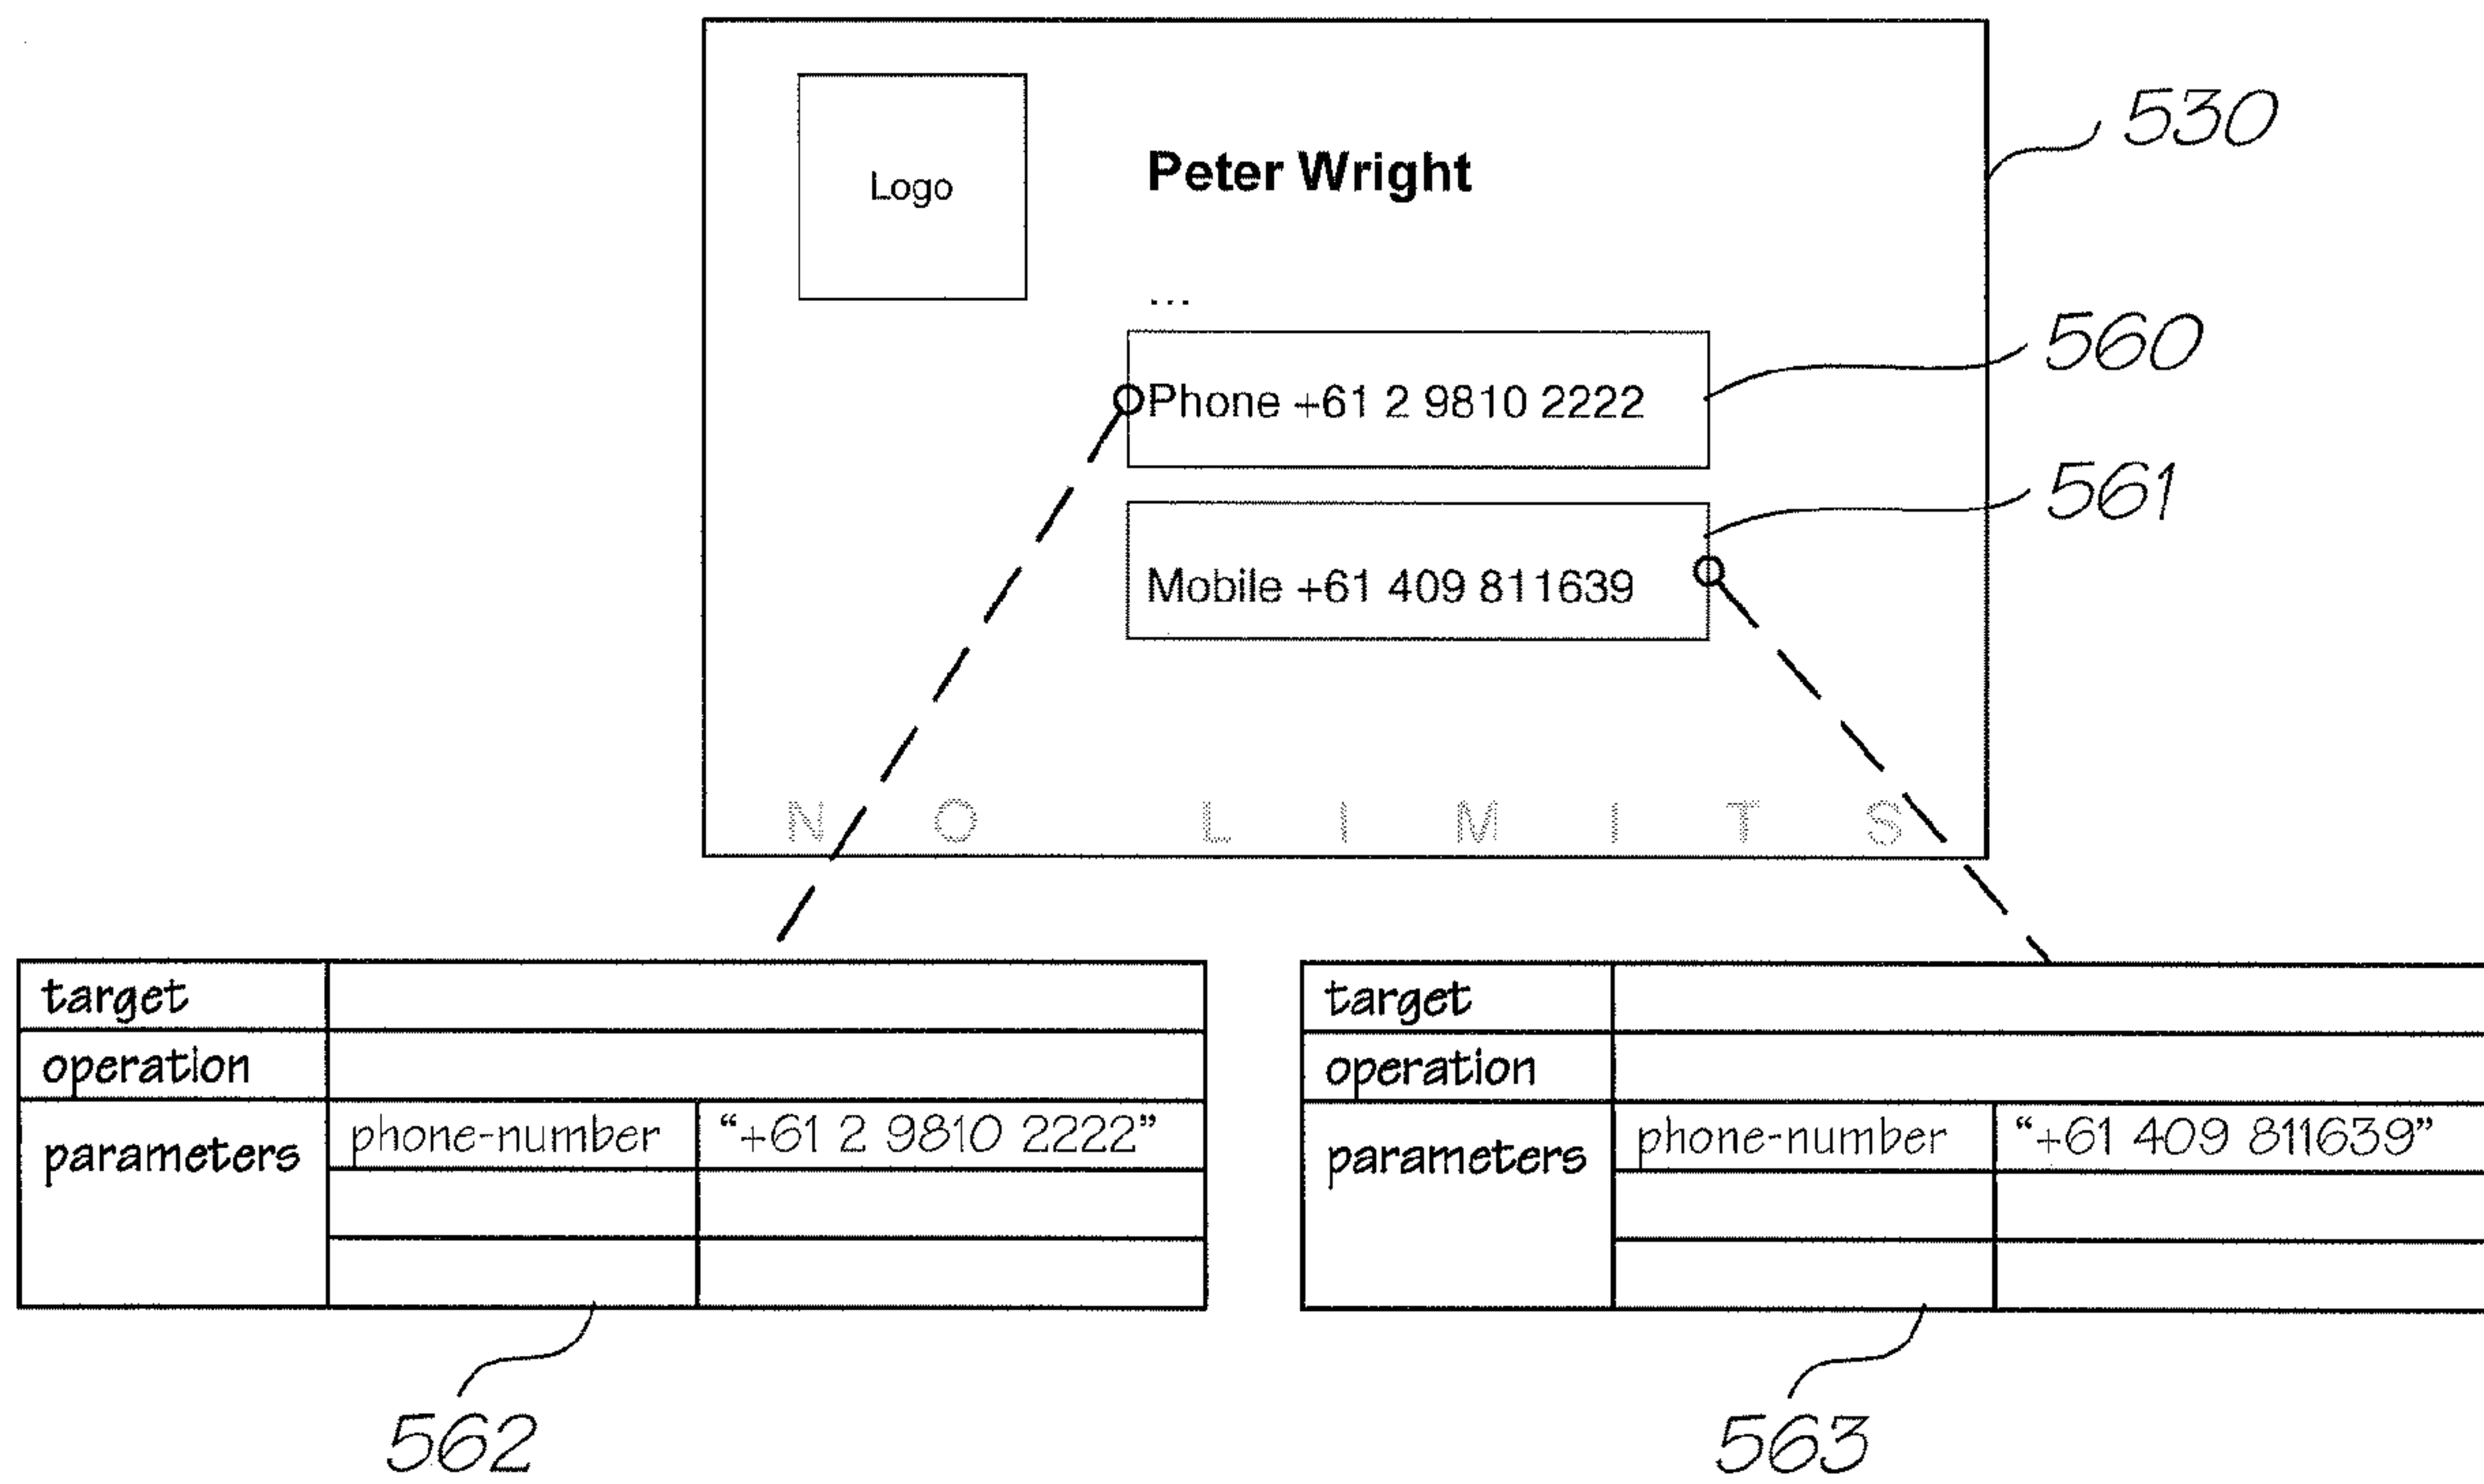 530
Logo
Peter Wright
...
560
Phone +61 2 9810 2222
561
Mobile +61 409 811639
N O L I M I T S
target
operation
parameters phone-number “+61 2 9810 2222”
562
target
operation
parameters phone-number “+61 409 811639”
563